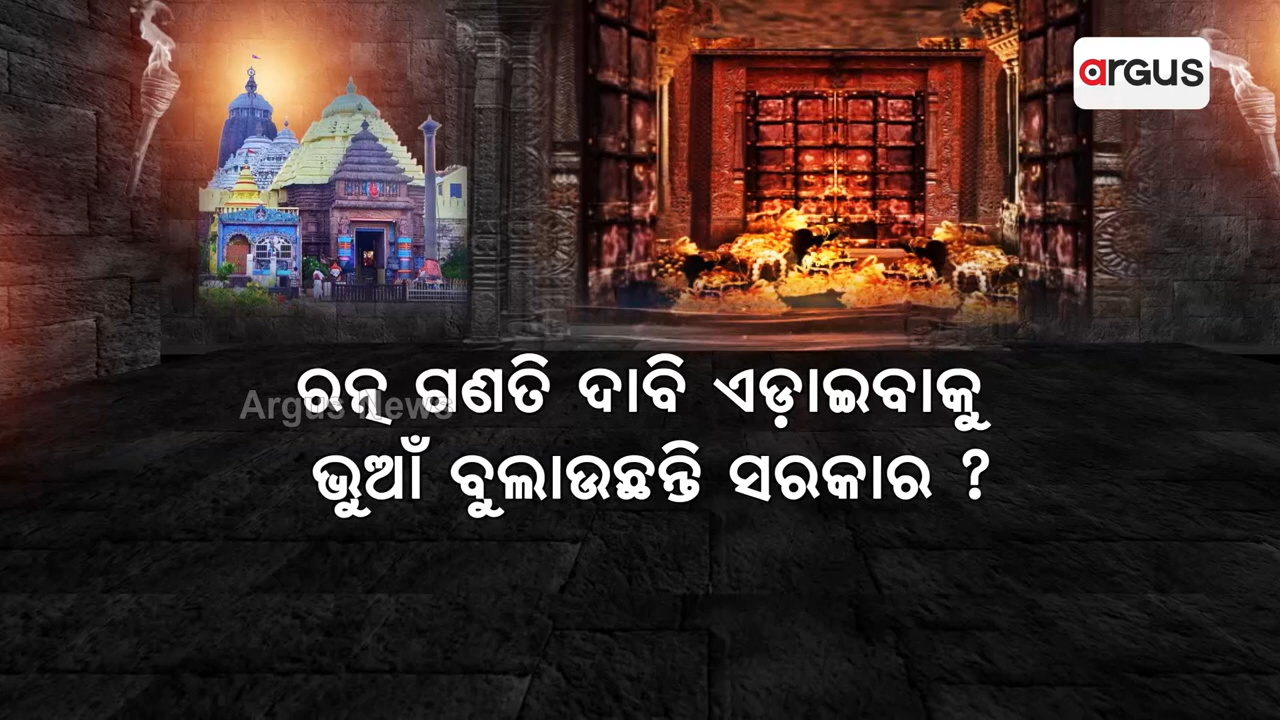 argus
ରତ୍ନ ଗଣତି ଦାବି ଏଡ଼ାଇବାକୁ
Argus News
ଭୁଆଁ ବୁଲାଉଛନ୍ତି ସରକାର ?